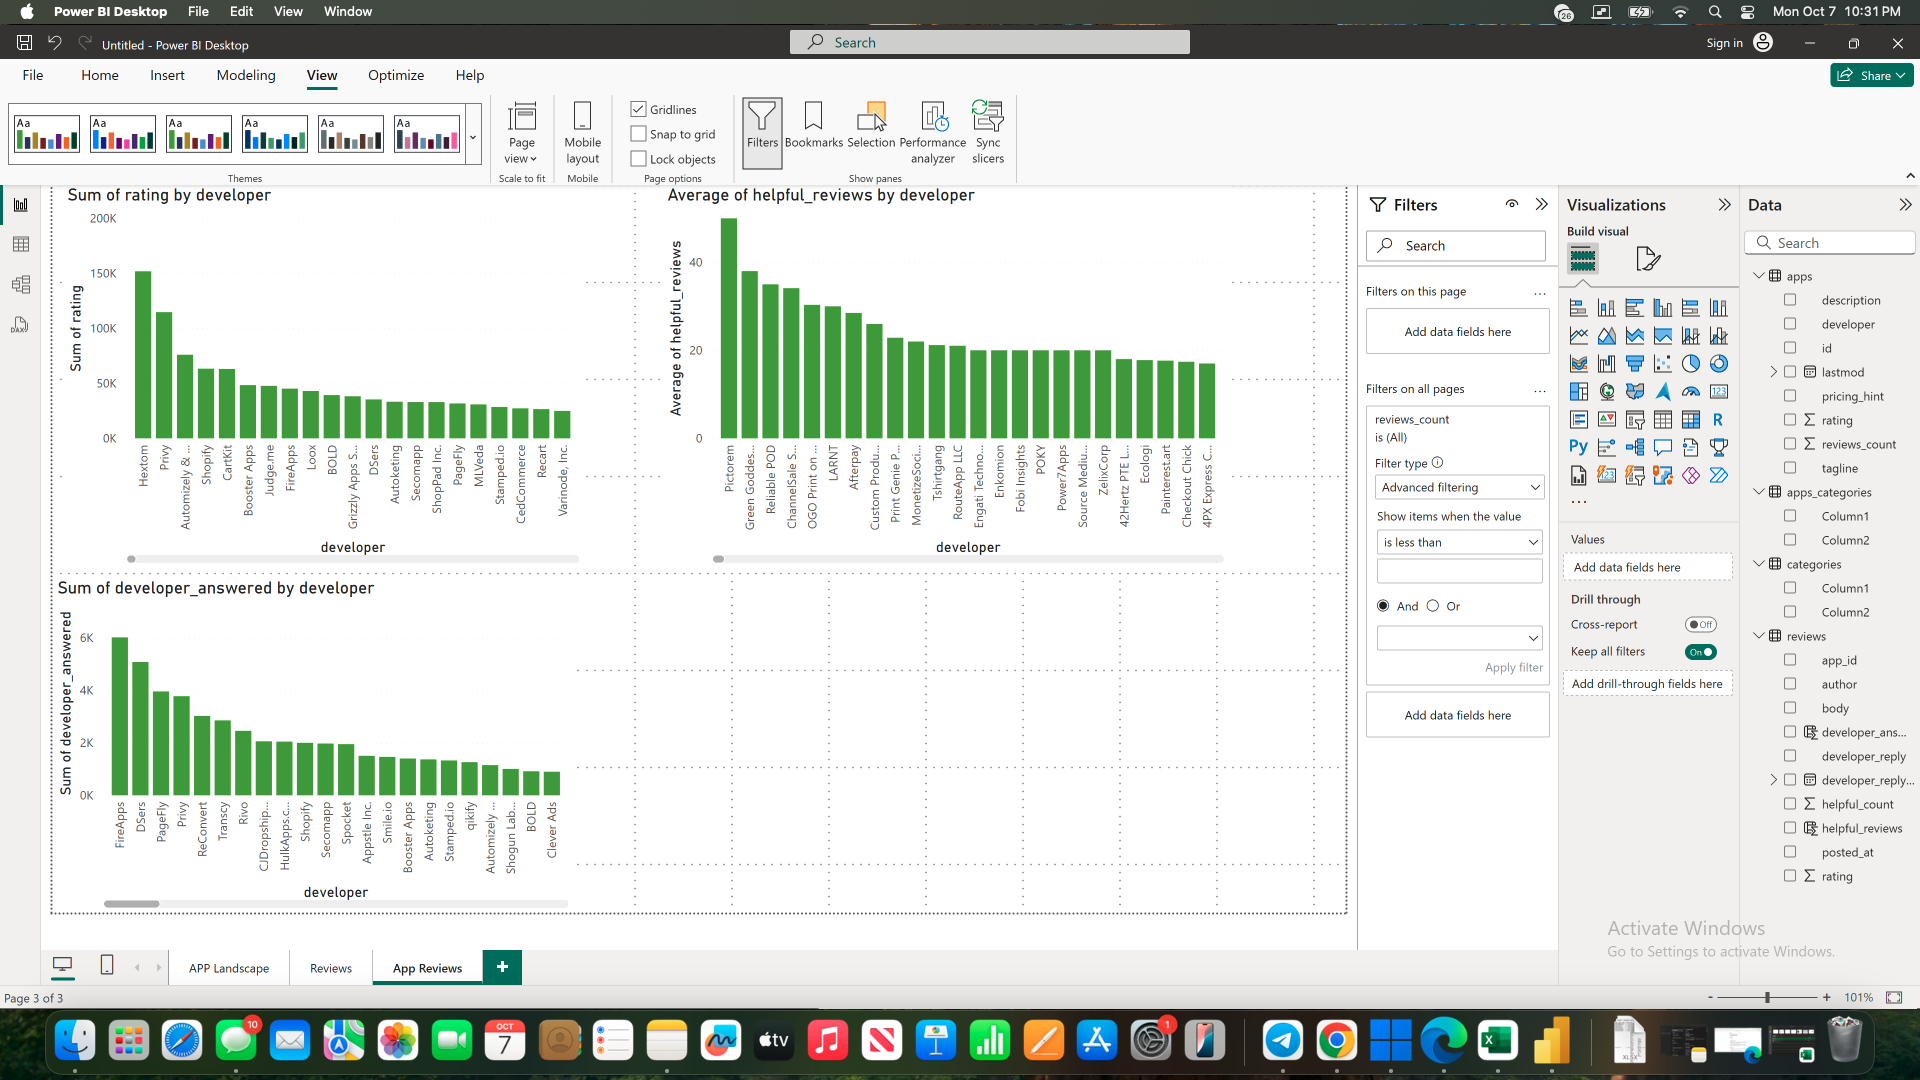 Power BI Desktop File Edit View Window
26
Mon Oct 7 10:31 PM
Untitled - Power BI Desktop
Search
Sign in
File Home Insert Modeling View Optimize Help
Share
Aa Aa Aa Aa Aa Aa
Themes
Page view
Scale to fit
Mobile layout
Mobile
Gridlines
Snap to grid
Lock objects
Page options
Filters
Bookmarks
Selection
Performance analyzer
Sync slicers
Show panes
Sum of rating by developer
Sum of rating
200K
150K
100K
50K
0K
Hextom
Privy
Automizely & ...
Shopify
CartKit
Booster Apps
Judge.me
FireApps
Loox
BOLD
Grizzly Apps S...
DSers
Autoketing
Secomapp
ShopPad Inc.
PageFly
MLVeda
Stamped.io
CedCommerce
Recart
Varinode, Inc.
developer
Average of helpful_reviews by developer
Average of helpful_reviews
40
20
0
Pictorem
Green Goddes...
Reliable POD
ChannelSale S...
OGO Print on ...
LARNT
Afterpay
Custom Produ...
Print Genie P...
MonetizeSoci...
Tshirtgang
RouteApp LLC
Engati Techno...
Enkomion
Fobi Insights
POKY
Power7Apps
Source Mediu...
ZelixCorp
42Hertz PTE L...
Ecologi
Painterest.art
Checkout Chick
4PX Express C...
developer
Sum of developer_answered by developer
Sum of developer_answered
6K
4K
2K
0K
FireApps
DSers
PageFly
Privy
ReConvert
Transcy
Rivo
CJDropship...
HulkApps.c...
Shopify
Secomapp
Spocket
Appstle Inc.
Smile.io
Booster Apps
Autoketing
Stamped.io
qikify
Automizely ...
Shogun Lab...
BOLD
Clever Ads
developer
Filters
Search
Filters on this page
...
Add data fields here
Filters on all pages
...
reviews_count
is (All)
Filter type
Advanced filtering
Show items when the value
is less than
And Or
Apply filter
Add data fields here
Visualizations
Build visual
123
R
Py
...
Values
Add data fields here
Drill through
Cross-report Off
Keep all filters On
Add drill-through fields here
Data
Search
apps
description
developer
id
lastmod
pricing_hint
rating
reviews_count
tagline
apps_categories
Column1
Column2
categories
Column1
Column2
reviews
app_id
author
body
developer_ans...
developer_reply
developer_reply...
helpful_count
helpful_reviews
posted_at
rating
Activate Windows
Go to Settings to activate Windows.
APP Landscape Reviews App Reviews +
Page 3 of 3
- + 101%
10
OCT
7
tv
1
XLSX